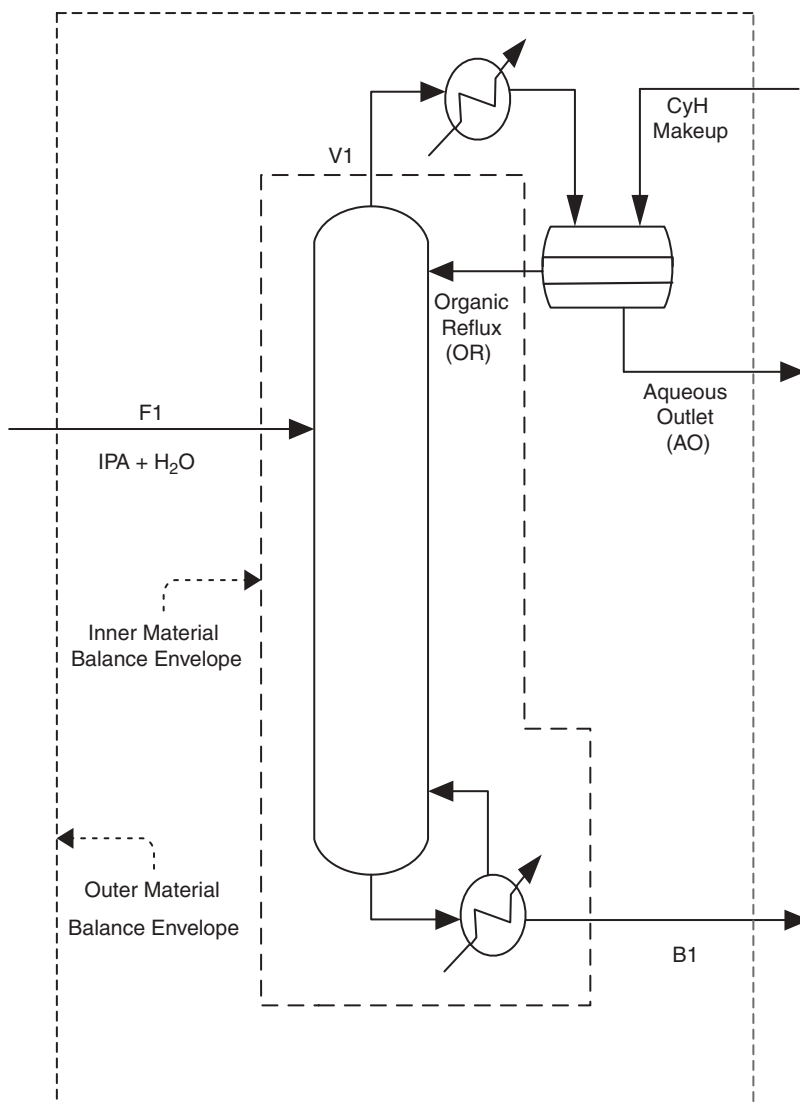 CyH
Makeup
V1
Organic
Reflux
(OR)
Aqueous
Outlet
(AO)
F1
IPA + H₂O
Inner Material
Balance Envelope
Outer Material
Balance Envelope
B1